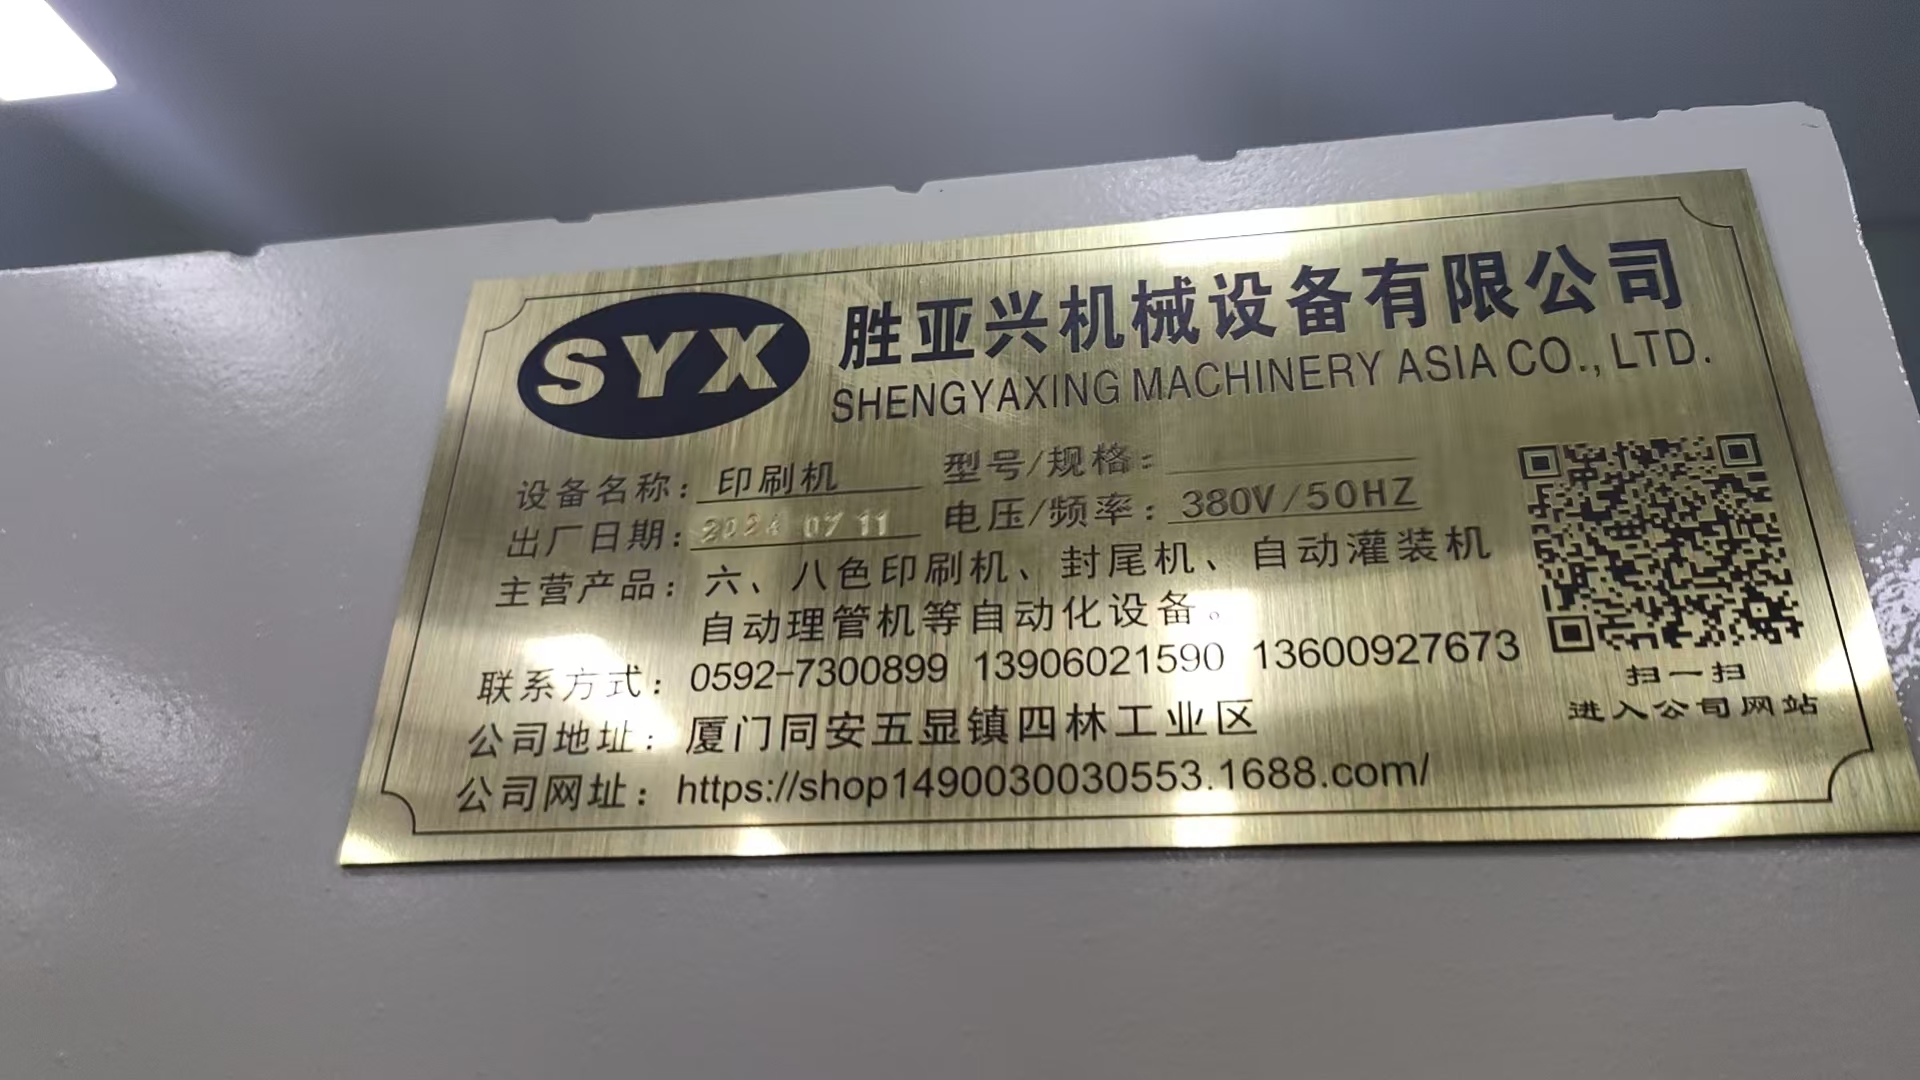 SYX
胜亚兴机械设备有限公司
SHENGYAXING MACHINERY ASIA CO., LTD.
设备名称: 印刷机 型号/规格:
出厂日期: 2024 07 11 电压/频率: 380V/50HZ
主营产品: 六、八色印刷机、封尾机、自动灌装机
自动理管机等自动化设备。
联系方式: 0592-7300899 13906021590 13600927673
公司地址: 厦门同安五显镇四林工业区
公司网址: https://shop1490030030553.1688.com/
扫一扫
进入公司网站